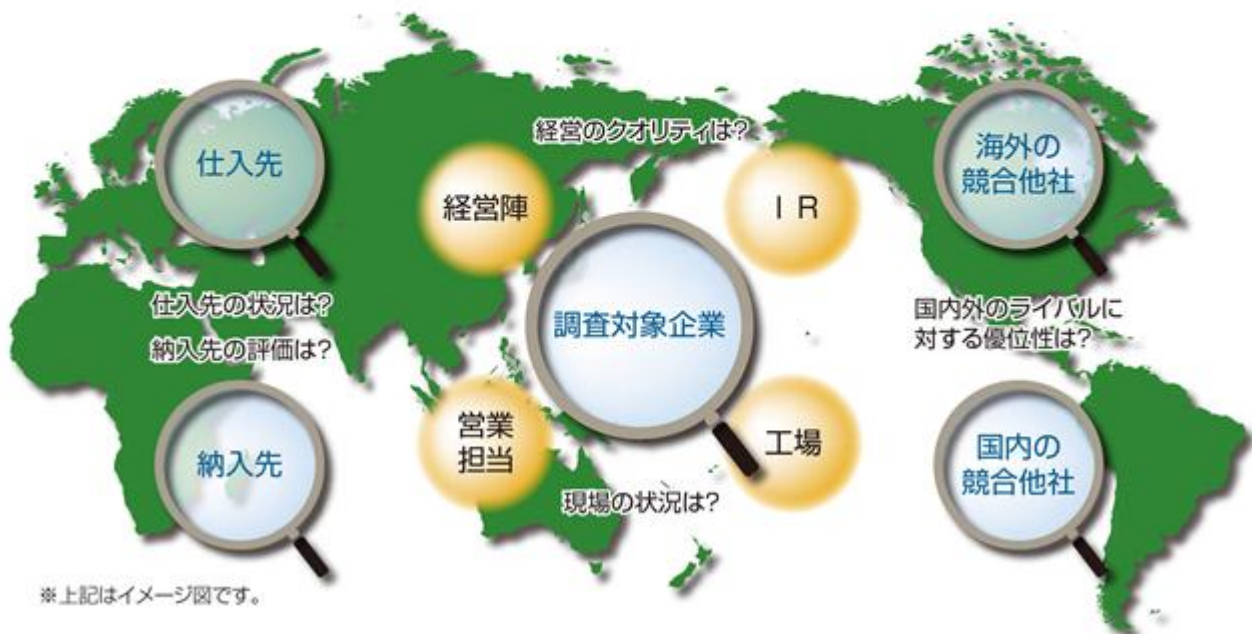 経営のクオリティは?
仕入先
海外の
競合他社
経営陣
ＩＲ
調査対象企業
仕入先の状況は?
納入先の評価は?
国内外のライバルに
対する優位性は?
営業
担当
工場
納入先
国内の
競合他社
現場の状況は?
※上記はイメージ図です。